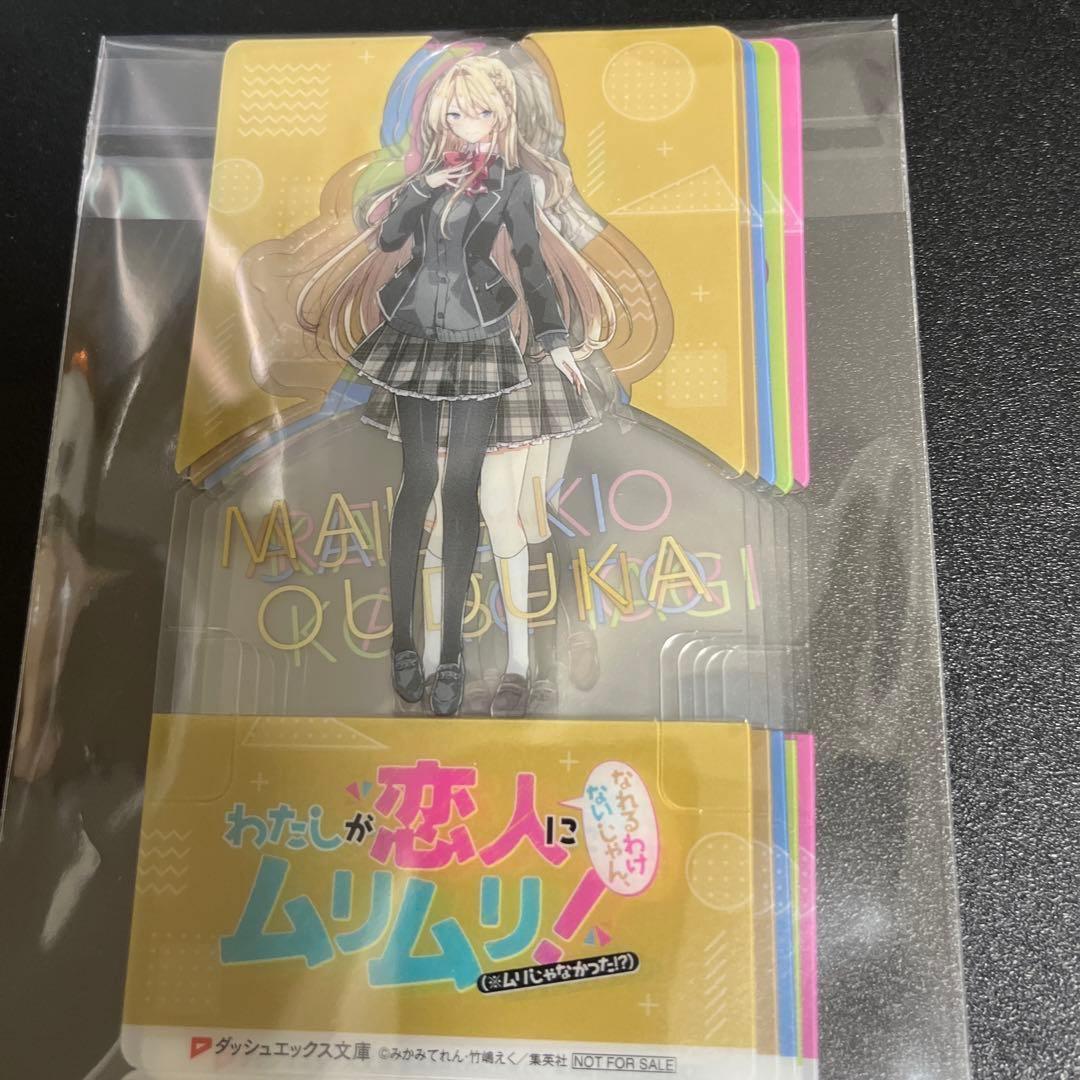 MAI
OUDUKA
わたしが恋人に
なれるわけ
ないじゃん、
ムリムリ!
(※ムリじゃなかった!?)
ダッシュエックス文庫 ©みかみてれん・竹嶋えく/集英社 NOT FOR SALE